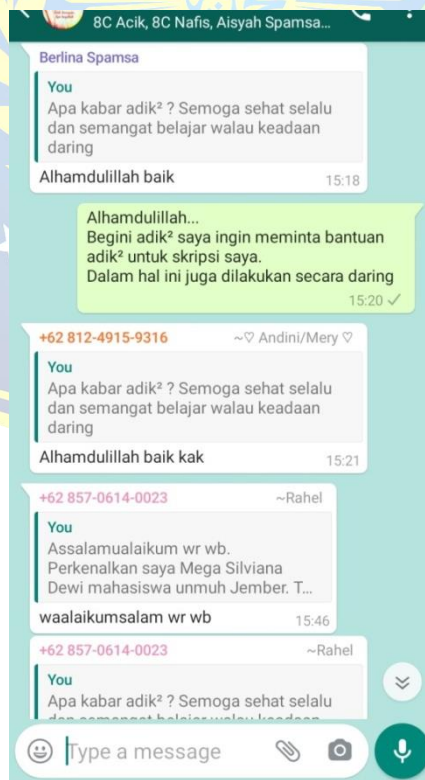 8C Acik, 8C Nafis, Aisyah Spamsa...
Berlina Spamsa
You
Apa kabar adik² ? Semoga sehat selalu
dan semangat belajar walau keadaan
daring
Alhamdulillah baik
15:18
Alhamdulillah...
Begini adik² saya ingin meminta bantuan
adik² untuk skripsi saya.
Dalam hal ini juga dilakukan secara daring
15:20
+62 812-4915-9316 ~♡ Andini/Mery ♡
You
Apa kabar adik² ? Semoga sehat selalu
dan semangat belajar walau keadaan
daring
Alhamdulillah baik kak
15:21
+62 857-0614-0023 ~Rahel
You
Assalamualaikum wr wb.
Perkenalkan saya Mega Silviana
Dewi mahasiswa unmuh Jember. T...
waalaikumsalam wr wb
15:46
+62 857-0614-0023 ~Rahel
You
Apa kabar adik² ? Semoga sehat selalu
dan semangat belajar walau keadaan
Type a message